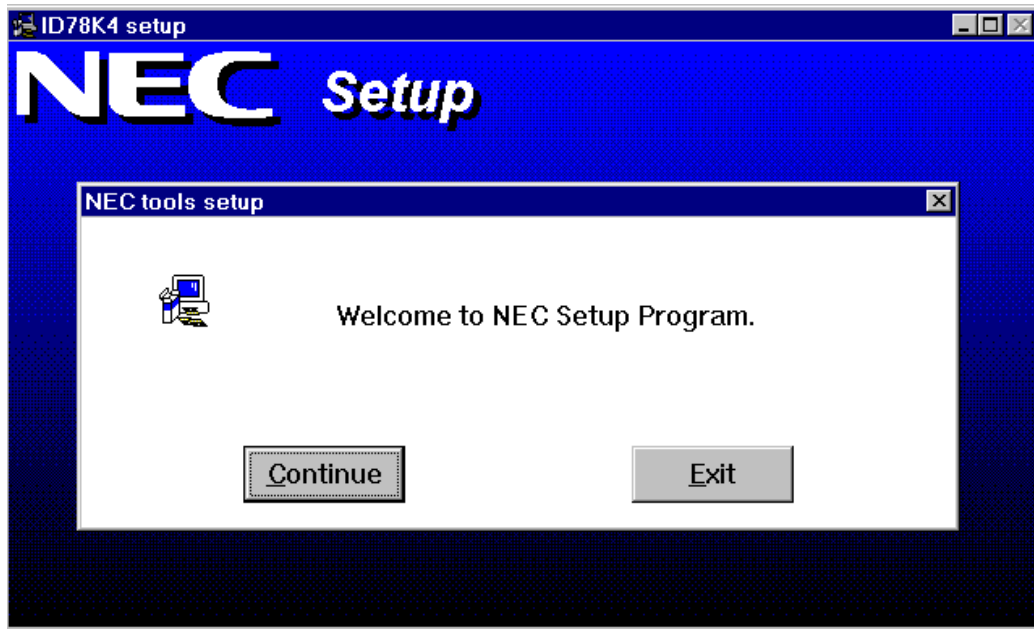 ID78K4 setup
NEC Setup
NEC tools setup
Welcome to NEC Setup Program.
Continue Exit